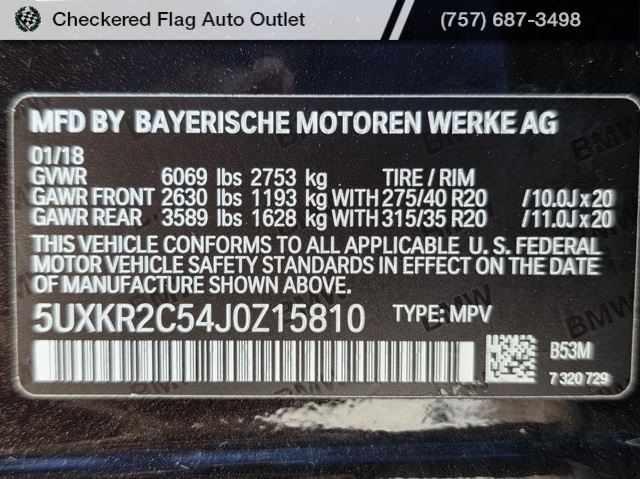 Checkered Flag Auto Outlet (757) 687-3498
MFD BY BAYERISCHE MOTOREN WERKE AG
01/18
GVWR 6069 lbs 2753 kg TIRE / RIM
GAWR FRONT 2630 lbs 1193 kg WITH 275/40 R20 /10.0J x 20
GAWR REAR 3589 lbs 1628 kg WITH 315/35 R20 /11.0J x 20
THIS VEHICLE CONFORMS TO ALL APPLICABLE U. S. FEDERAL
MOTOR VEHICLE SAFETY STANDARDS IN EFFECT ON THE DATE
OF MANUFACTURE SHOWN ABOVE.
5UXKR2C54J0Z15810 TYPE: MPV
B53M
7 320 729